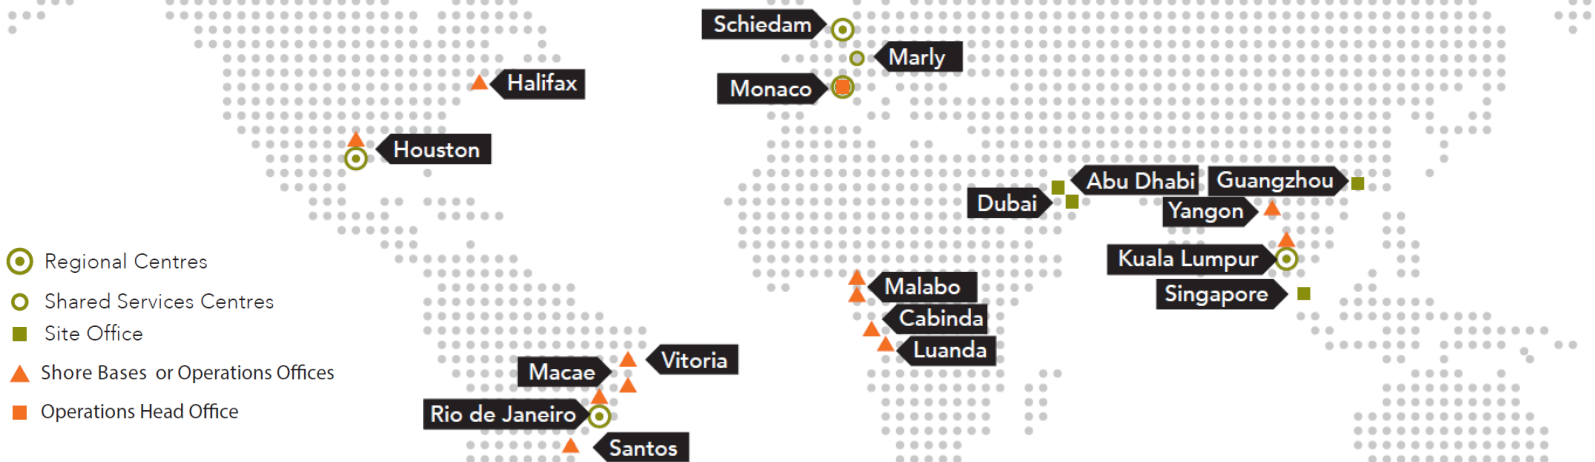 Schiedam
Marly
Halifax
Monaco
Houston
Abu Dhabi
Guangzhou
Dubai
Yangon
Regional Centres
Kuala Lumpur
Malabo
Singapore
Shared Services Centres
Cabinda
Site Office
Luanda
Vitoria
Macae
Shore Bases or Operations Offices
Operations Head Office
Rio de Janeiro
Santos